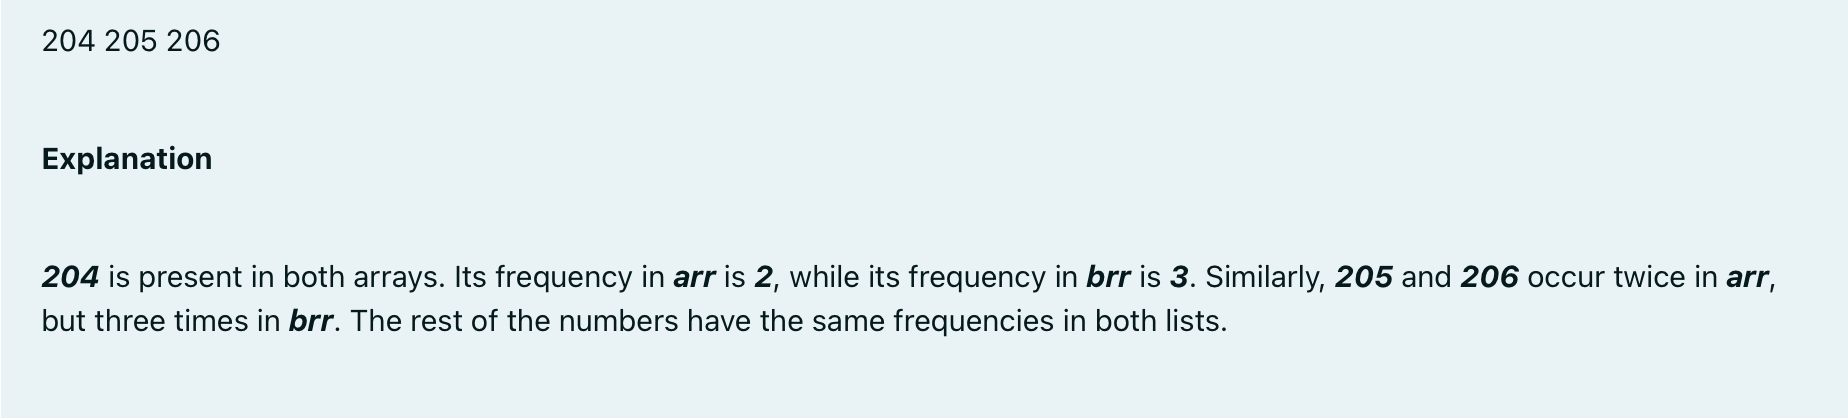 204 205 206
Explanation
204 is present in both arrays. Its frequency in arr is 2, while its frequency in brr is 3. Similarly, 205 and 206 occur twice in arr,
but three times in brr. The rest of the numbers have the same frequencies in both lists.